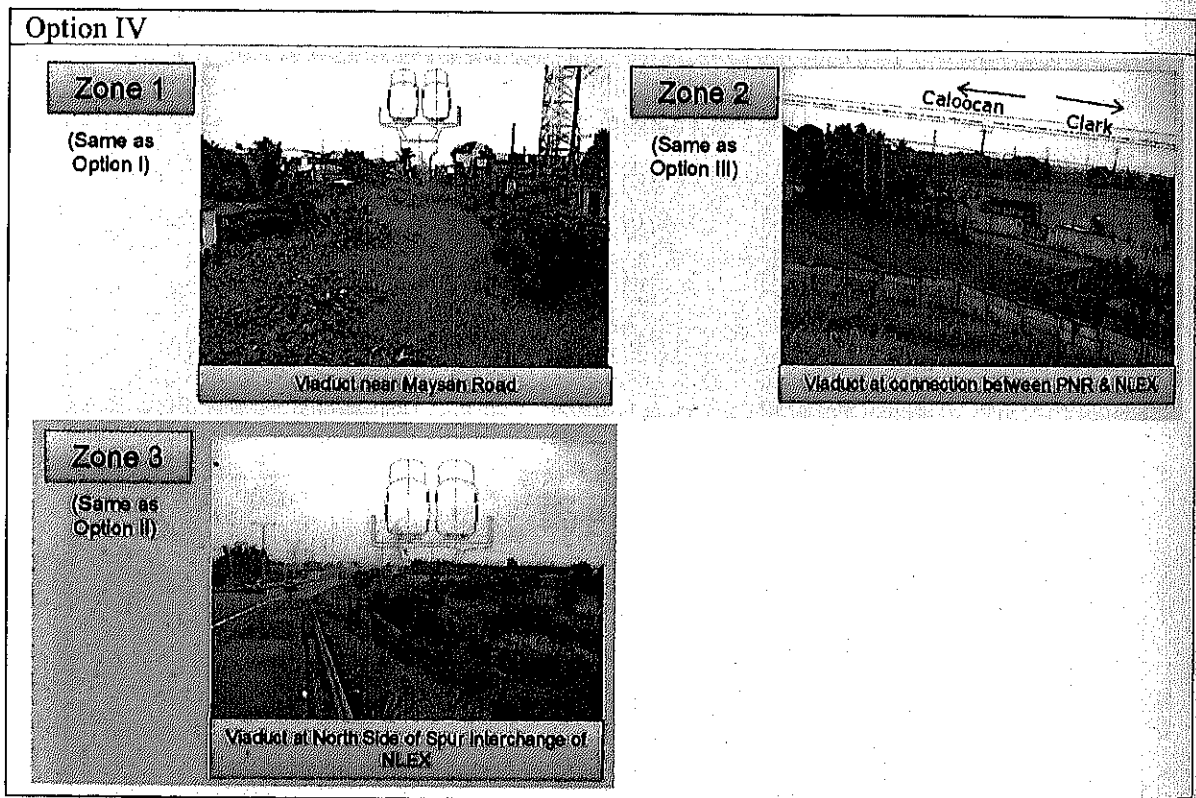 Option IV
Zone 1
(Same as
Option I)
Viaduct near Maysan Road
Zone 2
(Same as
Option III)
Caloocan
Clark
Viaduct at connection between PNR & NLEX
Zone 3
(Same as
Option II)
Viaduct at North Side of Spur Interchange of
NLEX